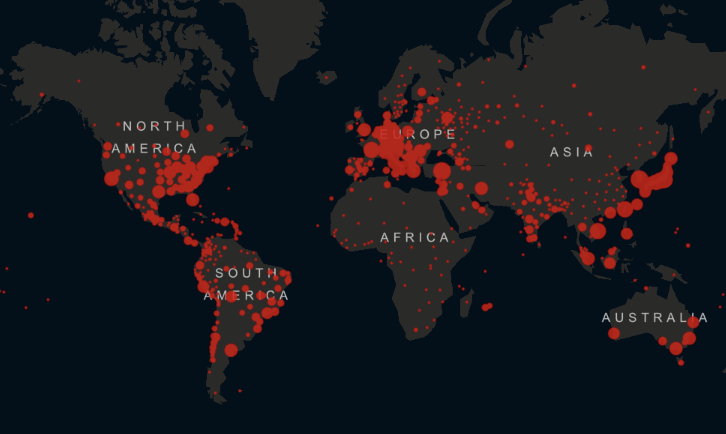 NORTH
AMERICA
EUROPE
ASIA
AFRICA
SOUTH
AMERICA
AUSTRALIA